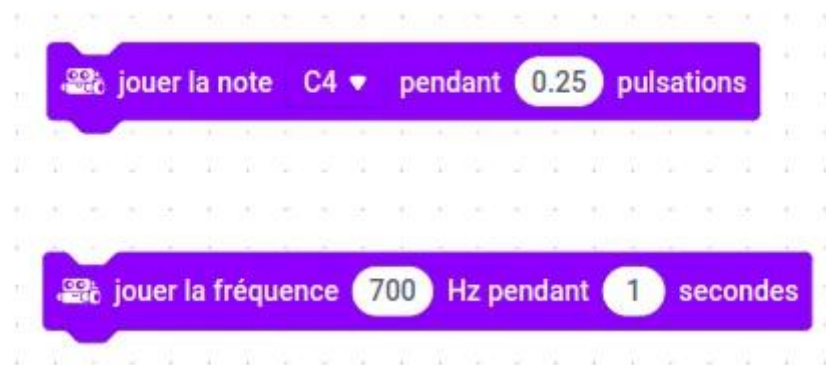 jouer la note C4 pendant 0.25 pulsations
jouer la fréquence 700 Hz pendant 1 secondes